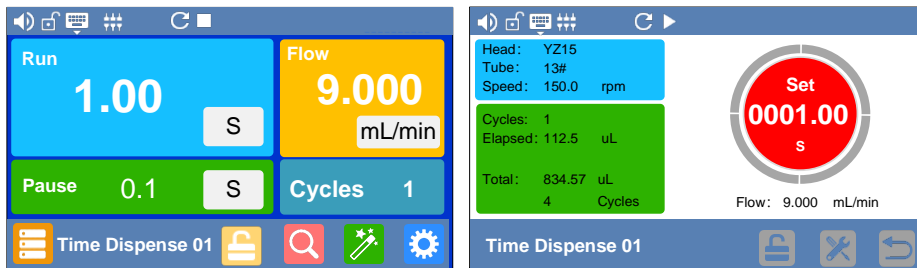 Run
1.00
S
Flow
9.000
mL/min
Pause 0.1 S
Cycles 1
Time Dispense 01
Head: YZ15
Tube: 13#
Speed: 150.0 rpm
Cycles: 1
Elapsed: 112.5 uL
Total: 834.57 uL
4 Cycles
Set
0001.00
S
Flow: 9.000 mL/min
Time Dispense 01